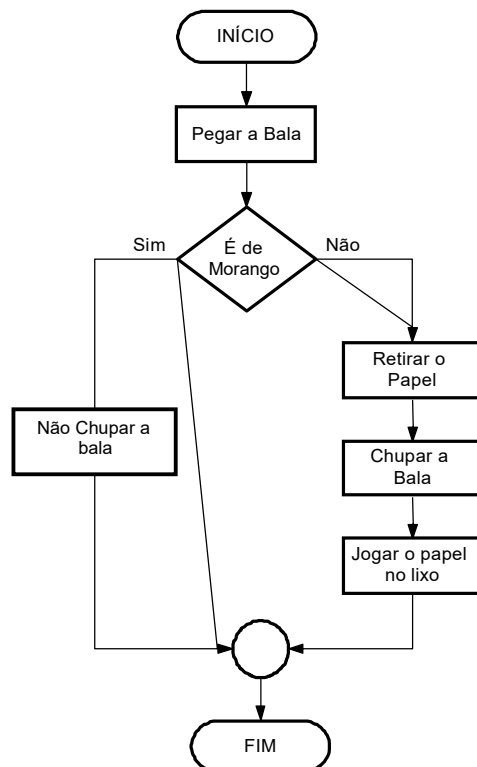 INÍCIO
Pegar a Bala
É de
Morango
Sim
Não
Não Chupar a
bala
Retirar o
Papel
Chupar a
Bala
Jogar o papel
no lixo
FIM